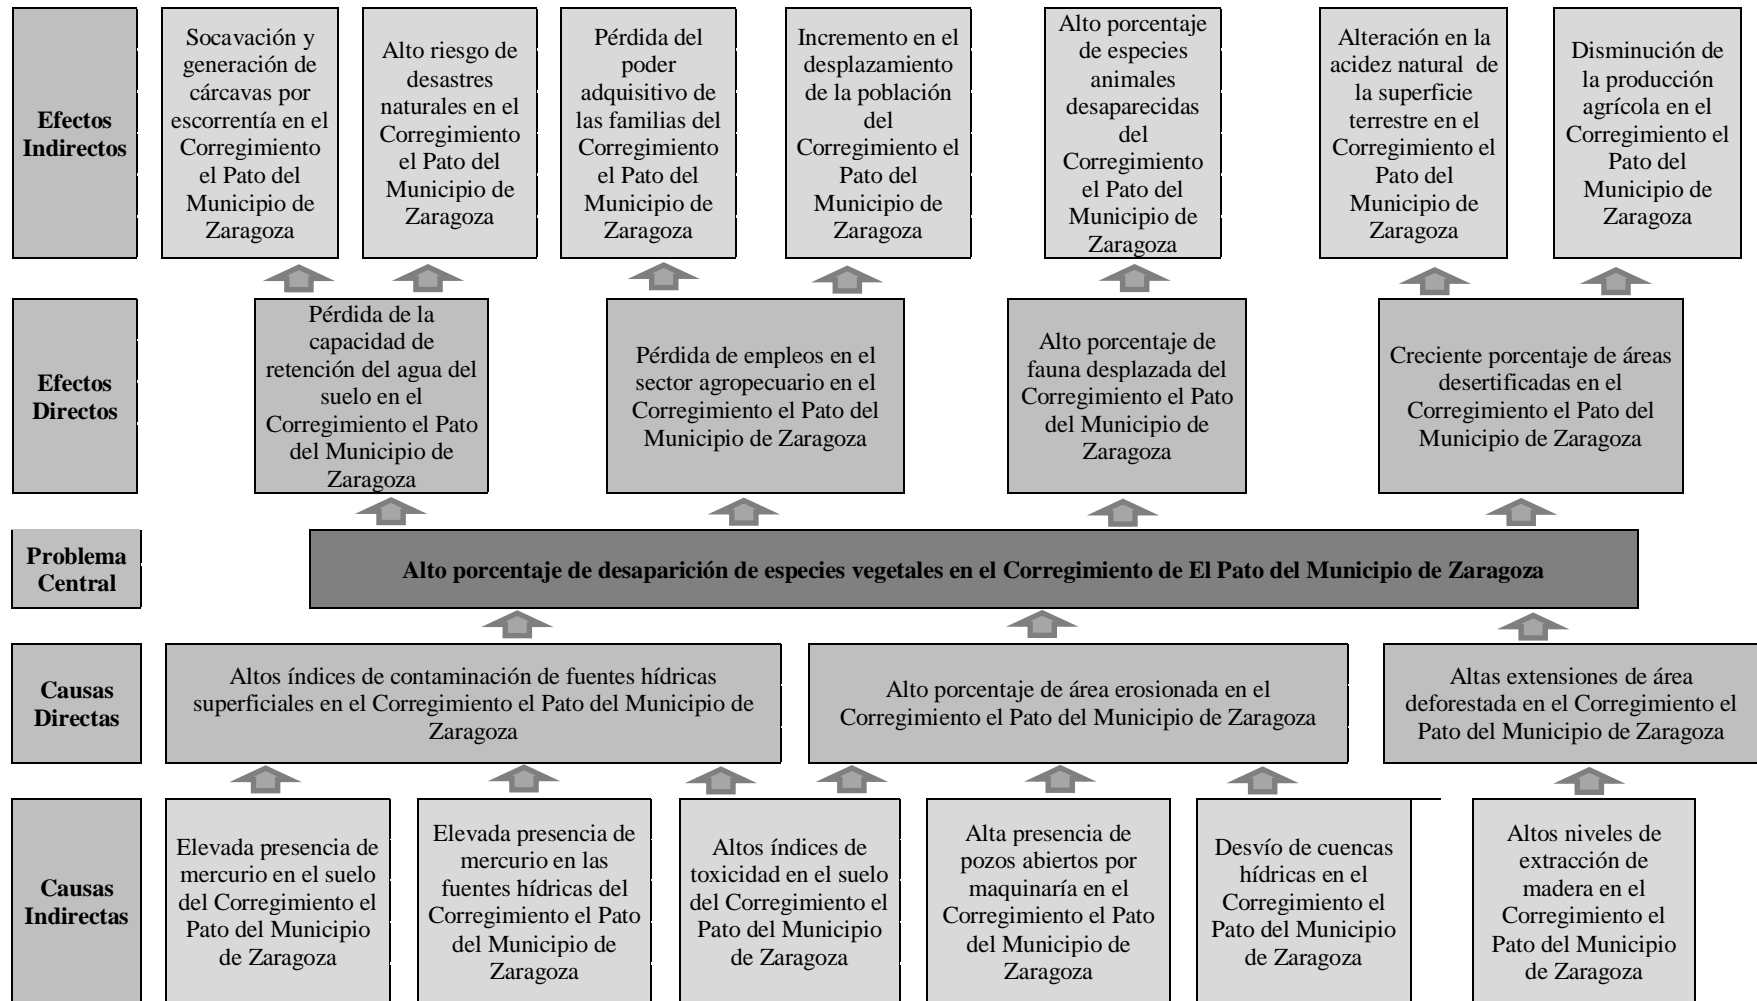 Efectos
Indirectos
Socavación y
generación de
cárcavas por
escorrentía en el
Corregimiento
el Pato del
Municipio de
Zaragoza
Alto riesgo de
desastres
naturales en el
Corregimiento
el Pato del
Municipio de
Zaragoza
Pérdida del
poder
adquisitivo de
las familias del
Corregimiento
el Pato del
Municipio de
Zaragoza
Incremento en el
desplazamiento
de la población
del
Corregimiento el
Pato del
Municipio de
Zaragoza
Alto porcentaje
de especies
animales
desaparecidas
del
Corregimiento
el Pato del
Municipio de
Zaragoza
Alteración en la
acidez natural de
la superficie
terrestre en el
Corregimiento el
Pato del
Municipio de
Zaragoza
Disminución de
la producción
agrícola en el
Corregimiento el
Pato del
Municipio de
Zaragoza
Efectos
Directos
Pérdida de la
capacidad de
retención del agua del
suelo en el
Corregimiento el Pato
del Municipio de
Zaragoza
Pérdida de empleos en el
sector agropecuario en el
Corregimiento el Pato del
Municipio de Zaragoza
Alto porcentaje de
fauna desplazada del
Corregimiento el Pato
del Municipio de
Zaragoza
Creciente porcentaje de áreas
desertificadas en el
Corregimiento el Pato del
Municipio de Zaragoza
Problema
Central
Alto porcentaje de desaparición de especies vegetales en el Corregimiento de El Pato del Municipio de Zaragoza
Causas
Directas
Altos índices de contaminación de fuentes hídricas
superficiales en el Corregimiento el Pato del Municipio de
Zaragoza
Alto porcentaje de área erosionada en el
Corregimiento el Pato del Municipio de Zaragoza
Altas extensiones de área
deforestada en el Corregimiento el
Pato del Municipio de Zaragoza
Causas
Indirectas
Elevada presencia de
mercurio en el suelo
del Corregimiento el
Pato del Municipio
de Zaragoza
Elevada presencia de
mercurio en las
fuentes hídricas del
Corregimiento el Pato
del Municipio de
Zaragoza
Altos índices de
toxicidad en el suelo
del Corregimiento el
Pato del Municipio
de Zaragoza
Alta presencia de
pozos abiertos por
maquinaría en el
Corregimiento el Pato
del Municipio de
Zaragoza
Desvío de cuencas
hídricas en el
Corregimiento el
Pato del Municipio
de Zaragoza
Altos niveles de
extracción de
madera en el
Corregimiento el
Pato del Municipio
de Zaragoza